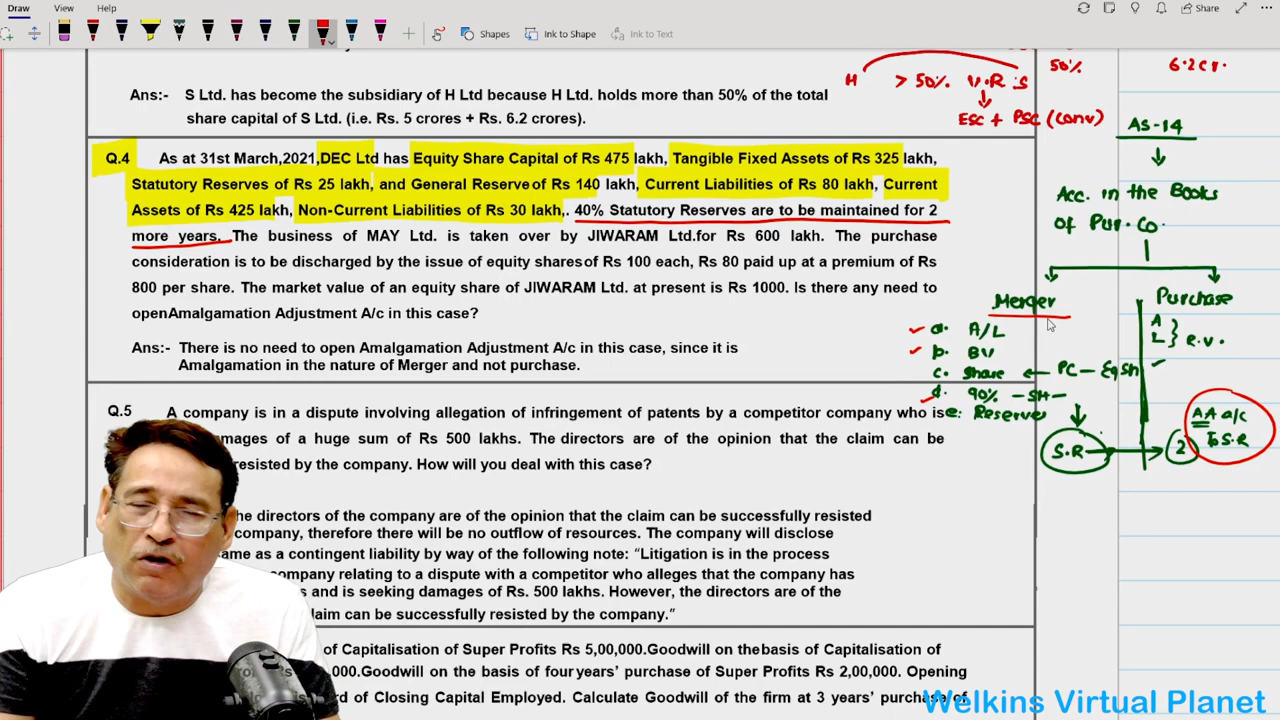 Draw View Help
Shapes Ink to Shape Ink to Text Share
H > 50% V.R is
ESC + PSC (conv)
50% 6.2 cr.
Ans:- S Ltd. has become the subsidiary of H Ltd because H Ltd. holds more than 50% of the total
share capital of S Ltd. (i.e. Rs. 5 crores + Rs. 6.2 crores).
Q.4 As at 31st March,2021,DEC Ltd has Equity Share Capital of Rs 475 lakh, Tangible Fixed Assets of Rs 325 lakh,
Statutory Reserves of Rs 25 lakh, and General Reserve of Rs 140 lakh, Current Liabilities of Rs 80 lakh, Current
Assets of Rs 425 lakh, Non-Current Liabilities of Rs 30 lakh,. 40% Statutory Reserves are to be maintained for 2
more years. The business of MAY Ltd. is taken over by JIWARAM Ltd.for Rs 600 lakh. The purchase
consideration is to be discharged by the issue of equity shares of Rs 100 each, Rs 80 paid up at a premium of Rs
800 per share. The market value of an equity share of JIWARAM Ltd. at present is Rs 1000. Is there any need to
openAmalgamation Adjustment A/c in this case?
Ans:- There is no need to open Amalgamation Adjustment A/c in this case, since it is
Amalgamation in the nature of Merger and not purchase.
Q.5 A company is in a dispute involving allegation of infringement of patents by a competitor company who is
damages of a huge sum of Rs 500 lakhs. The directors are of the opinion that the claim can be
resisted by the company. How will you deal with this case?
he directors of the company are of the opinion that the claim can be successfully resisted
company, therefore there will be no outflow of resources. The company will disclose
ame as a contingent liability by way of the following note: “Litigation is in the process
company relating to a dispute with a competitor who alleges that the company has
s and is seeking damages of Rs. 500 lakhs. However, the directors are of the
laim can be successfully resisted by the company.”
of Capitalisation of Super Profits Rs 5,00,000.Goodwill on the basis of Capitalisation of
,000.Goodwill on the basis of four years’ purchase of Super Profits Rs 2,00,000. Opening
rd of Closing Capital Employed. Calculate Goodwill of the firm at 3 years’ purchase of
AS-14
Acc. in the Books
of Pur. Co.
Merger Purchase
a. A/L
b. BV
c. Share ← PC — Eq Sh
d. 90% — SH —
e. Reserves
A
L } R.V.
S.R 2
AA a/c
To S.R
Welkins Virtual Planet